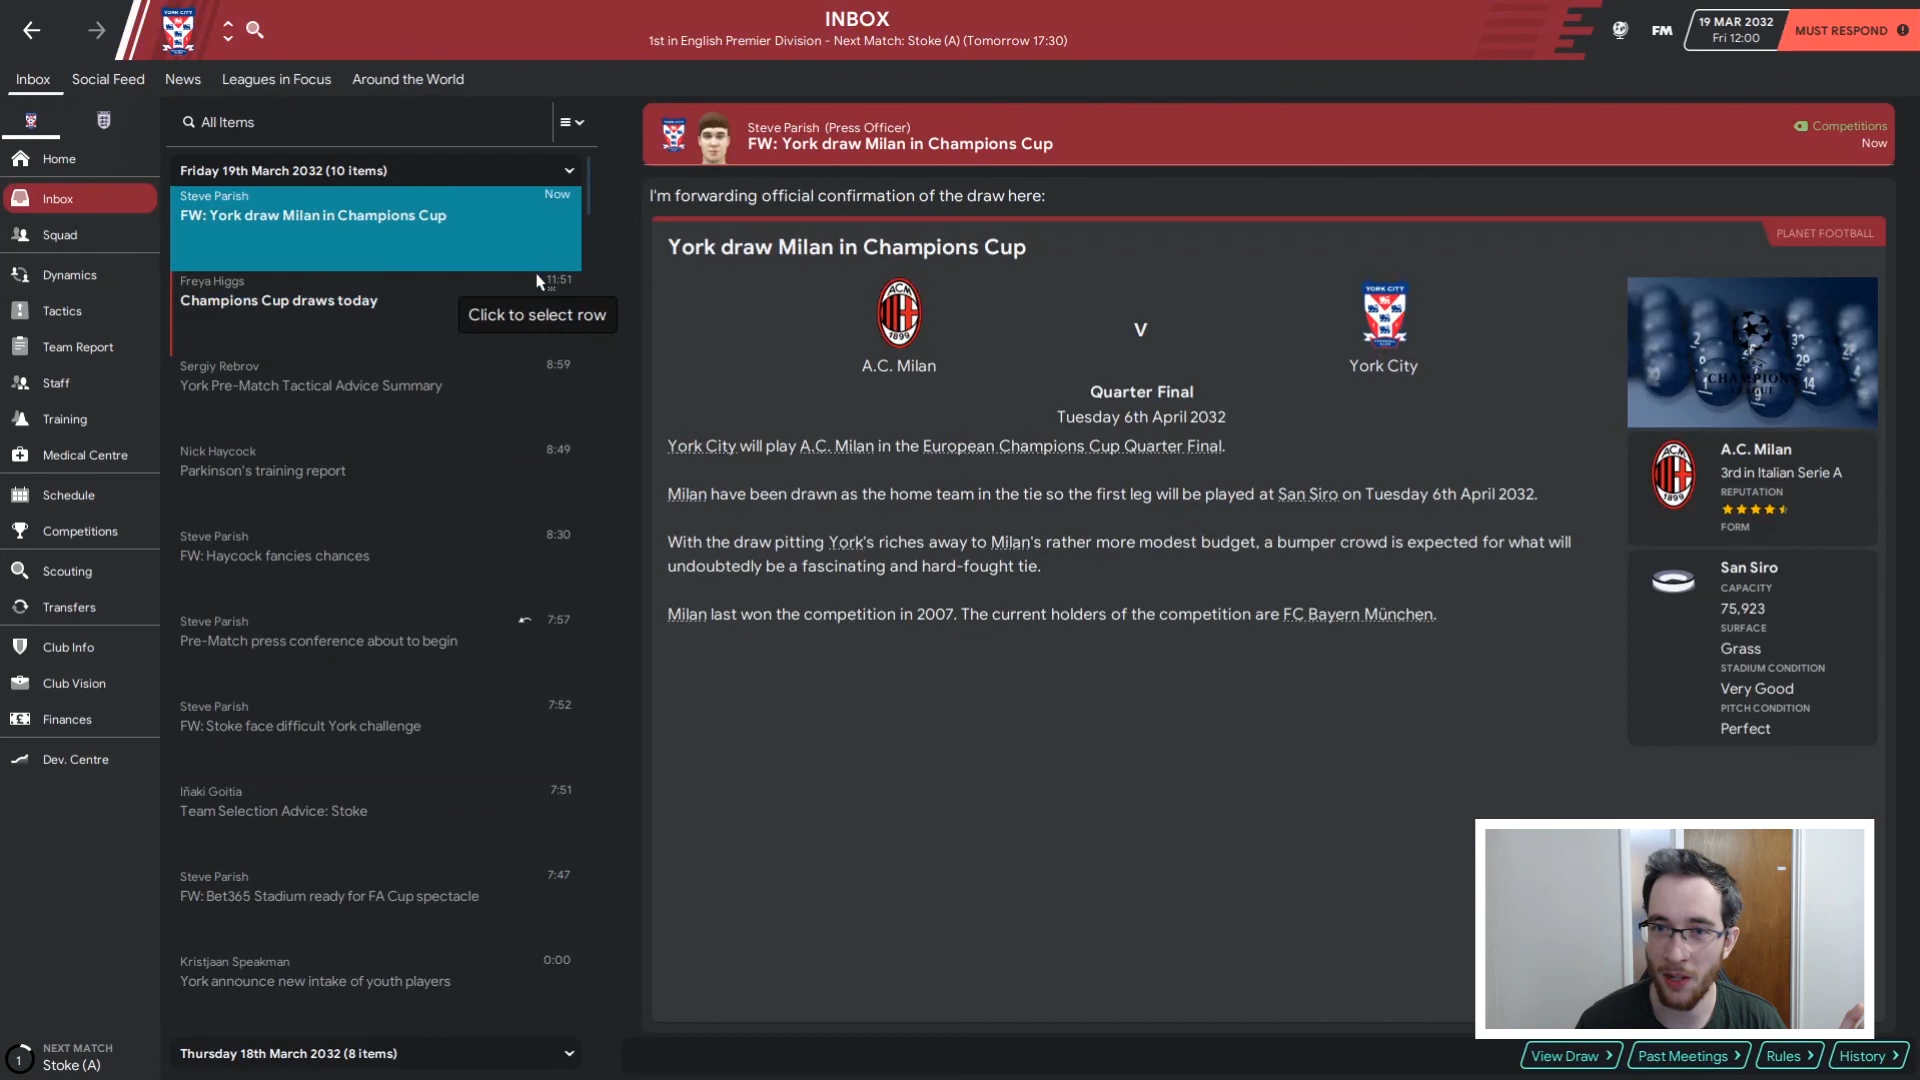 INBOX
1st in English Premier Division - Next Match: Stoke (A) (Tomorrow 17:30)
FM
19 MAR 2032
Fri 12:00
MUST RESPOND
Inbox
Social Feed
News
Leagues in Focus
Around the World
Home
Inbox
Squad
Dynamics
Tactics
Team Report
Staff
Training
Medical Centre
Schedule
Competitions
Scouting
Transfers
Club Info
Club Vision
Finances
Dev. Centre
1
NEXT MATCH
Stoke (A)
All Items
Friday 19th March 2032 (10 items)
Steve Parish
Now
FW: York draw Milan in Champions Cup
Freya Higgs
11:51
Champions Cup draws today
Click to select row
Sergiy Rebrov
8:59
York Pre-Match Tactical Advice Summary
Nick Haycock
8:49
Parkinson's training report
Steve Parish
8:30
FW: Haycock fancies chances
Steve Parish
7:57
Pre-Match press conference about to begin
Steve Parish
7:52
FW: Stoke face difficult York challenge
Iñaki Goitia
7:51
Team Selection Advice: Stoke
Steve Parish
7:47
FW: Bet365 Stadium ready for FA Cup spectacle
Kristjaan Speakman
0:00
York announce new intake of youth players
Thursday 18th March 2032 (8 items)
Steve Parish (Press Officer)
FW: York draw Milan in Champions Cup
Competitions
Now
I'm forwarding official confirmation of the draw here:
PLANET FOOTBALL
York draw Milan in Champions Cup
ACM
1899
A.C. Milan
V
YORK CITY
York City
Quarter Final
Tuesday 6th April 2032
York City will play A.C. Milan in the European Champions Cup Quarter Final.
Milan have been drawn as the home team in the tie so the first leg will be played at San Siro on Tuesday 6th April 2032.
With the draw pitting York's riches away to Milan's rather more modest budget, a bumper crowd is expected for what will
undoubtedly be a fascinating and hard-fought tie.
Milan last won the competition in 2007. The current holders of the competition are FC Bayern München.
CHAMPIONS
LEAGUE
A.C. Milan
3rd in Italian Serie A
REPUTATION
FORM
San Siro
CAPACITY
75,923
SURFACE
Grass
STADIUM CONDITION
Very Good
PITCH CONDITION
Perfect
View Draw
Past Meetings
Rules
History